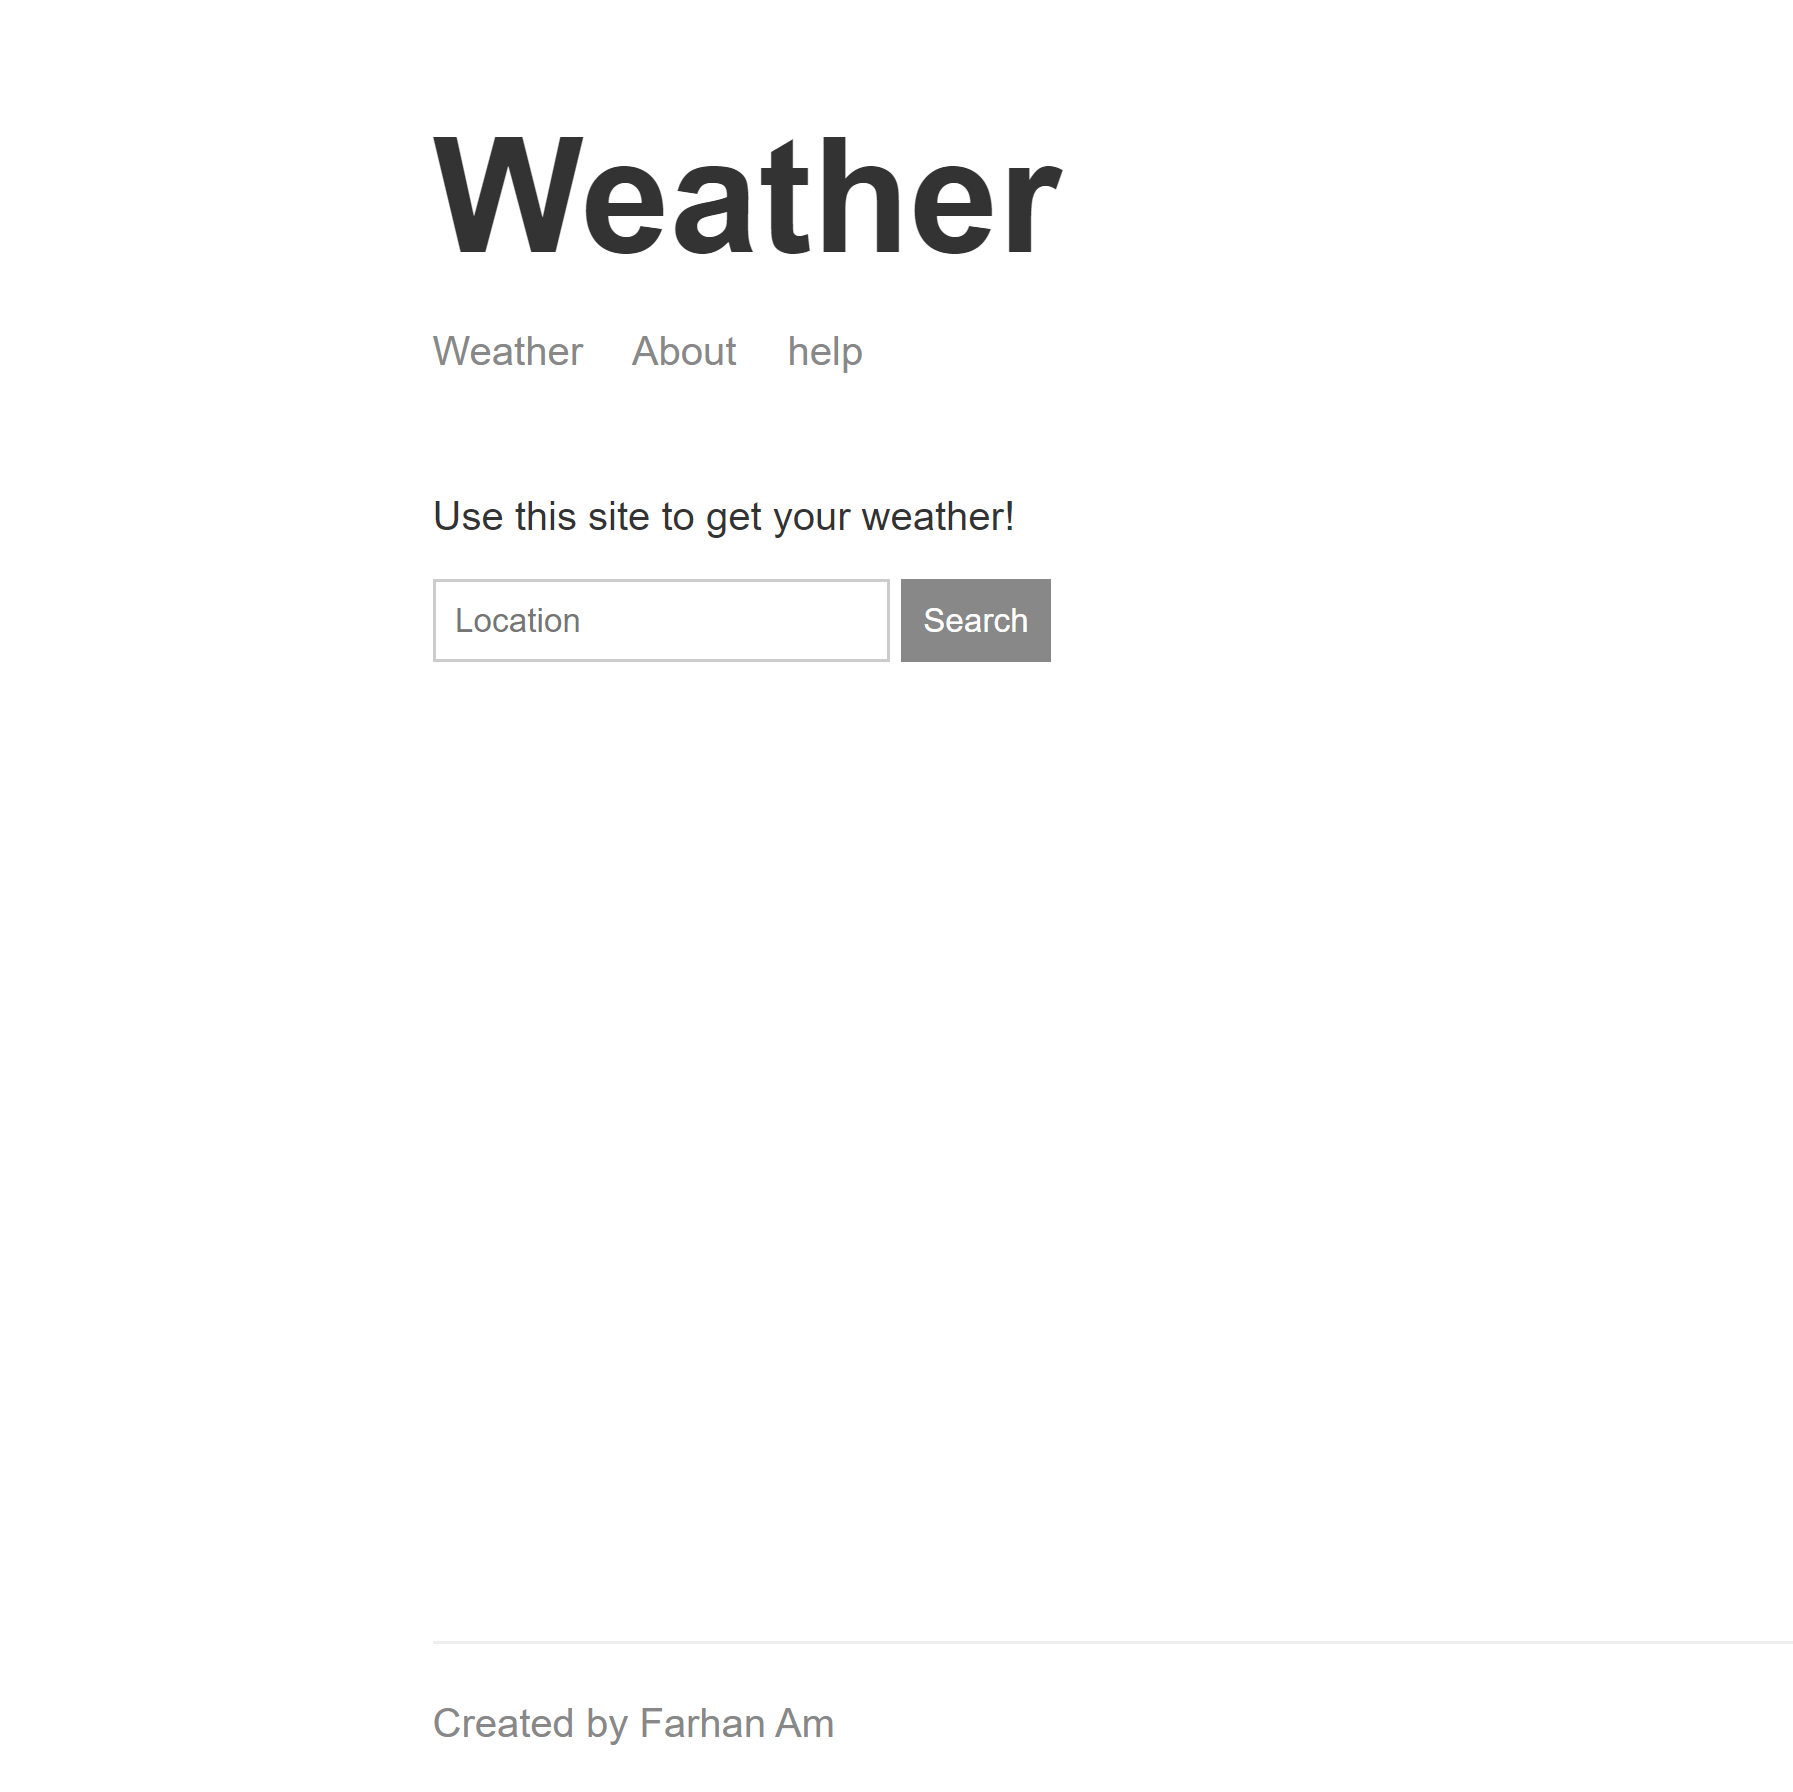 Weather
Weather About help
Use this site to get your weather!
Location Search
Created by Farhan Am